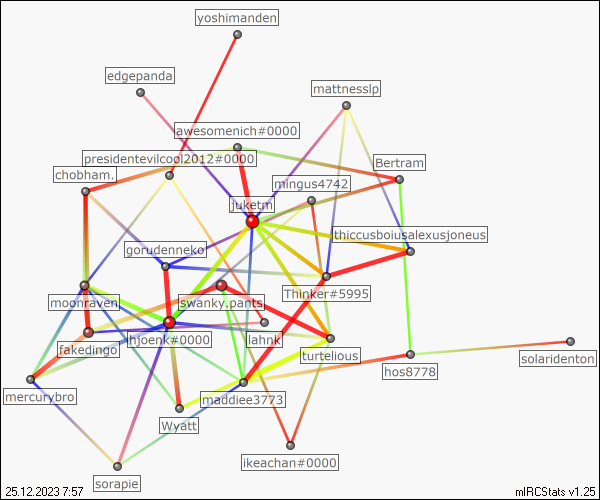 yoshimanden
edgepanda
mattnesslp
awesomenich#0000
presidentevilcool2012#0000
Bertram
chobham.
mingus4742
juketm
thiccusboiusalexusjoneus
gorudenneko
Thinker#5995
moonraven
swanky.pants
hjoenk#0000
lahnk
fakedingo
turtelious
solaridenton
hos8778
mercurybro
maddiee3773
Wyatt
ikeachan#0000
sorapie
25.12.2023 7:57
mIRCStats v1.25